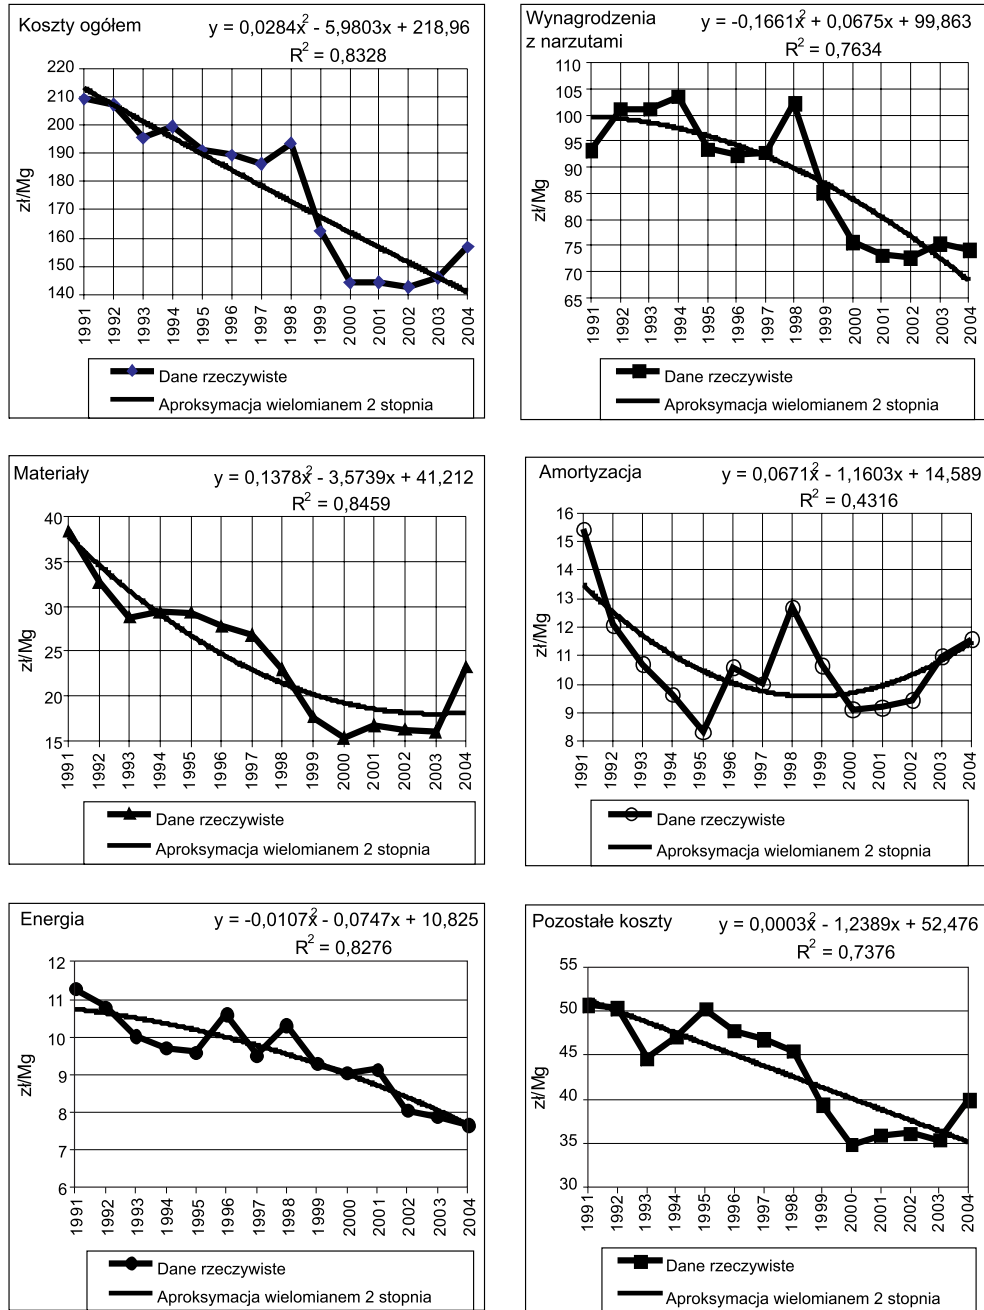 Koszty ogółem
y = 0,0284x² - 5,9803x + 218,96
R² = 0,8328
220
210
200
190
180
170
160
150
140
zł/Mg
1991 1992 1993 1994 1995 1996 1997 1998 1999 2000 2001 2002 2003 2004
Dane rzeczywiste
Aproksymacja wielomianem 2 stopnia
Wynagrodzenia
z narzutami
y = -0,1661x² + 0,0675x + 99,863
R² = 0,7634
110
105
100
95
90
85
80
75
70
65
zł/Mg
1991 1992 1993 1994 1995 1996 1997 1998 1999 2000 2001 2002 2003 2004
Dane rzeczywiste
Aproksymacja wielomianem 2 stopnia
Materiały
y = 0,1378x² - 3,5739x + 41,212
R² = 0,8459
40
35
30
25
20
15
zł/Mg
1991 1992 1993 1994 1995 1996 1997 1998 1999 2000 2001 2002 2003 2004
Dane rzeczywiste
Aproksymacja wielomianem 2 stopnia
Amortyzacja
y = 0,0671x² - 1,1603x + 14,589
R² = 0,4316
16
15
14
13
12
11
10
9
8
zł/Mg
1991 1992 1993 1994 1995 1996 1997 1998 1999 2000 2001 2002 2003 2004
Dane rzeczywiste
Aproksymacja wielomianem 2 stopnia
Energia
y = -0,0107x² - 0,0747x + 10,825
R² = 0,8276
12
11
10
9
8
7
6
zł/Mg
1991 1992 1993 1994 1995 1996 1997 1998 1999 2000 2001 2002 2003 2004
Dane rzeczywiste
Aproksymacja wielomianem 2 stopnia
Pozostałe koszty
y = 0,0003x² - 1,2389x + 52,476
R² = 0,7376
55
50
45
40
35
30
zł/Mg
1991 1992 1993 1994 1995 1996 1997 1998 1999 2000 2001 2002 2003 2004
Dane rzeczywiste
Aproksymacja wielomianem 2 stopnia